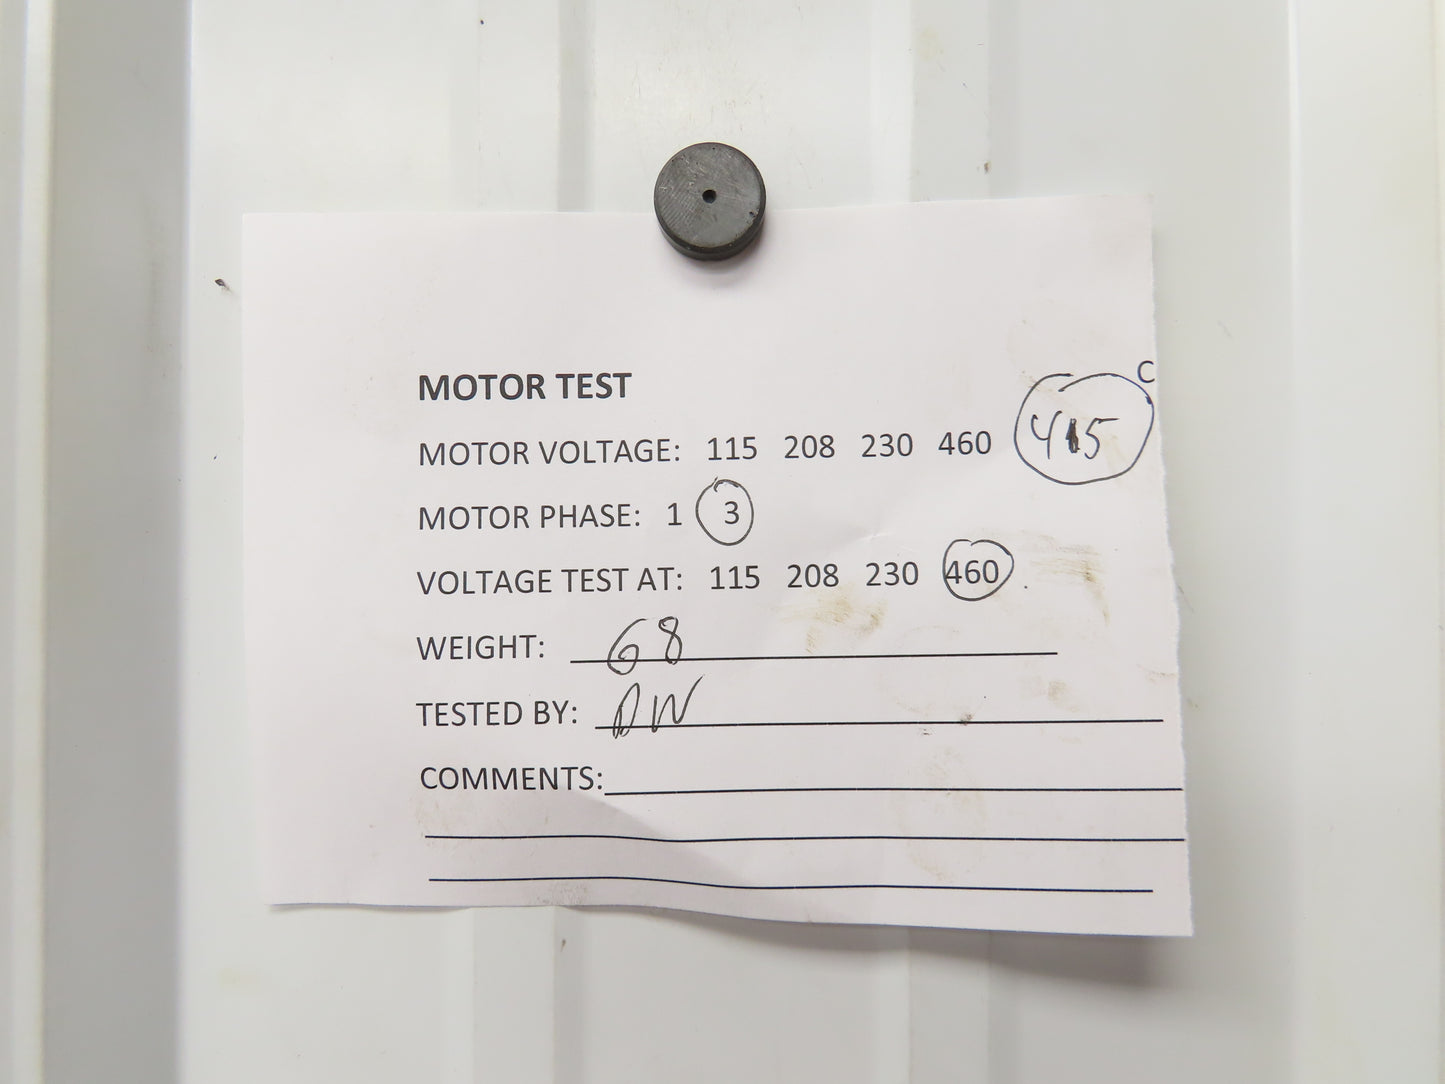 C
MOTOR TEST
MOTOR VOLTAGE: 115 208 230 460 415
MOTOR PHASE: 1 3
VOLTAGE TEST AT: 115 208 230 460
WEIGHT: 68
TESTED BY: DW
COMMENTS: